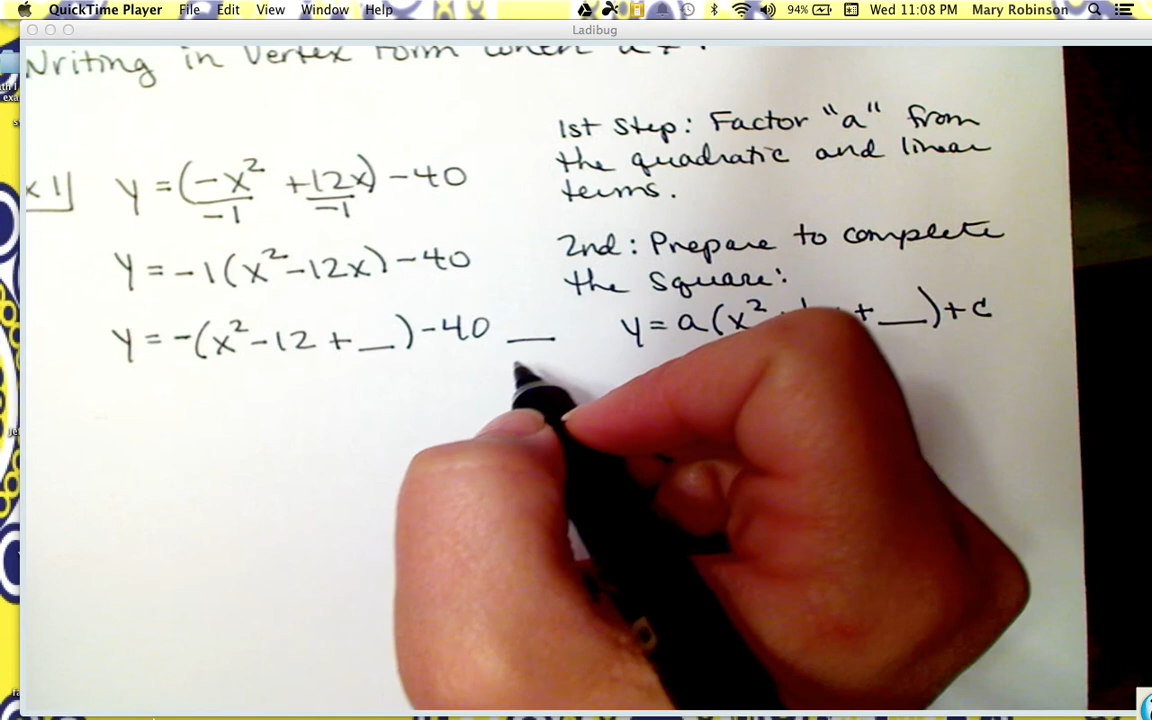 QuickTime Player File Edit View Window Help 94% Wed 11:08 PM Mary Robinson
Ladibug
Writing in Vertex form when a
1st Step: Factor "a" from
the quadratic and linear
terms.
x 1 y = (-x² +12x) -40
-1 -1
2nd: Prepare to complete
the square:
y = -1(x²-12x) -40
y = -(x²-12 + __) -40 __
y = a(x² + __) + c